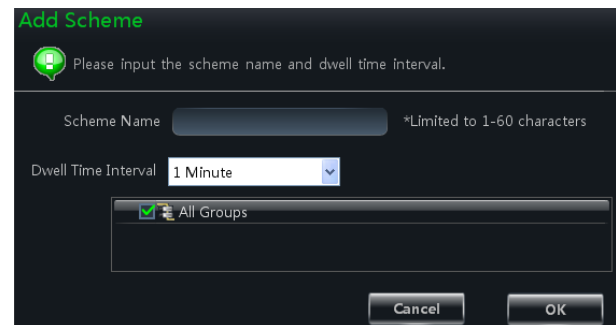 Add Scheme
Please input the scheme name and dwell time interval.
Scheme Name *Limited to 1-60 characters
Dwell Time Interval 1 Minute
All Groups
Cancel OK